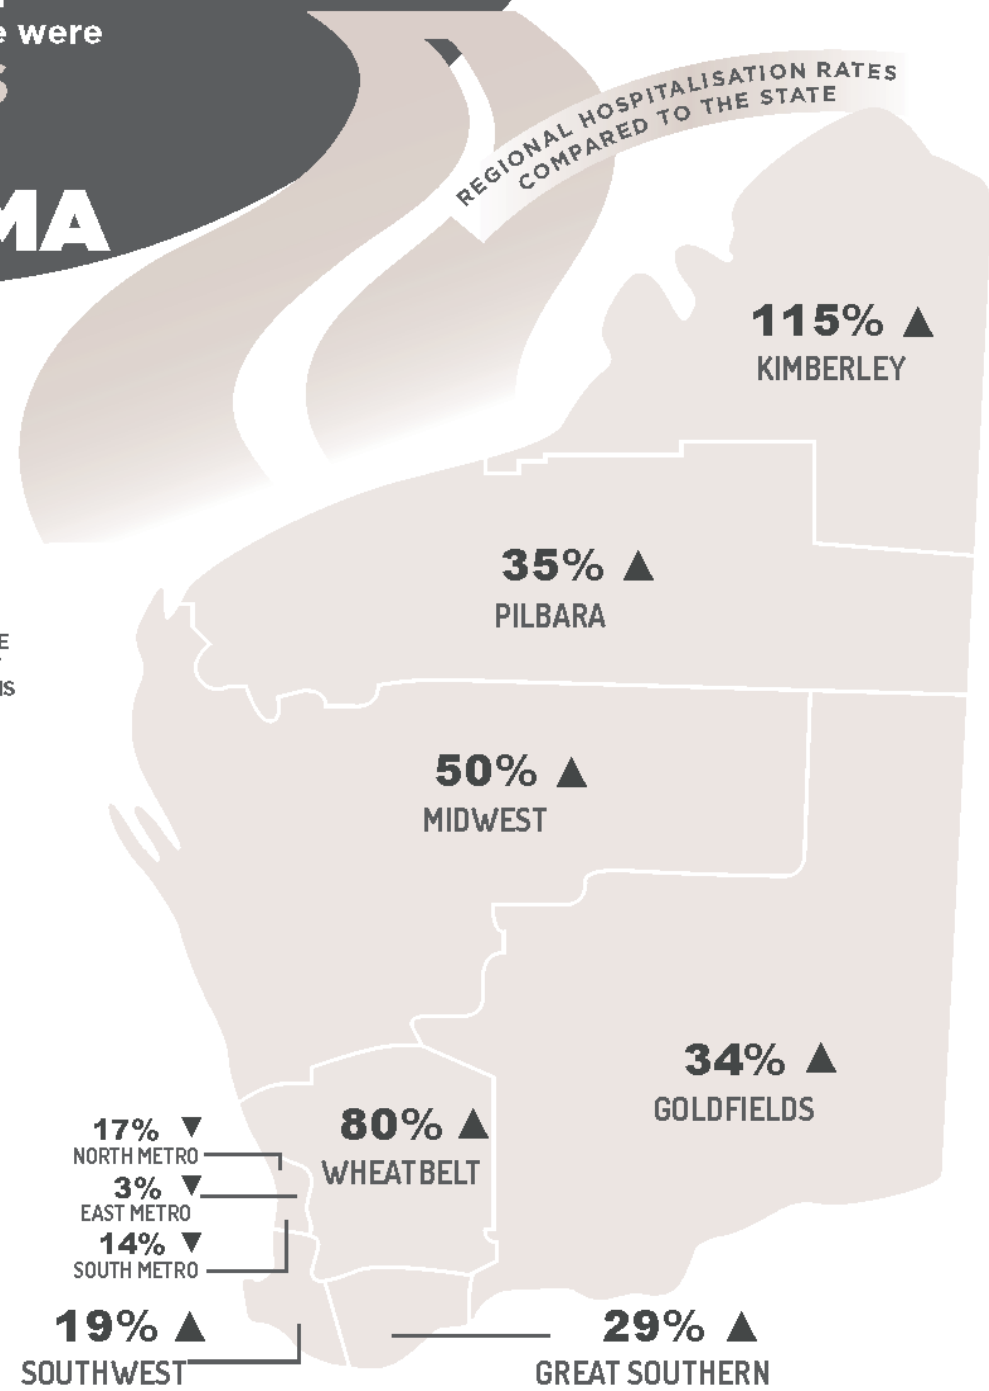 were
MA
REGIONAL HOSPITALISATION RATES
COMPARED TO THE STATE
115% ▲
KIMBERLEY
35% ▲
PILBARA
50% ▲
MIDWEST
34% ▲
GOLDFIELDS
80% ▲
WHEATBELT
17% ▼
NORTH METRO
3% ▼
EAST METRO
14% ▼
SOUTH METRO
19% ▲
SOUTHWEST
29% ▲
GREAT SOUTHERN